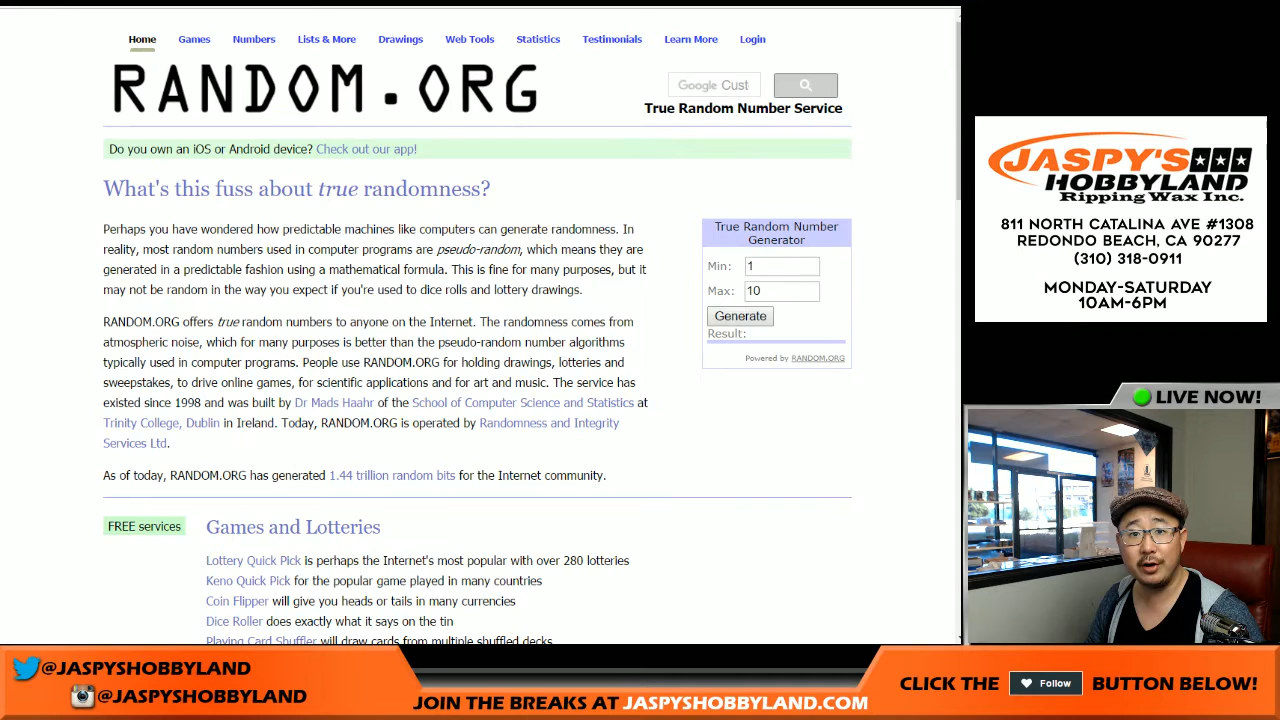 Home Games Numbers Lists & More Drawings Web Tools Statistics Testimonials Learn More Login
RANDOM.ORG
Google Cust
True Random Number Service
Do you own an iOS or Android device? Check out our app!
What's this fuss about true randomness?
Perhaps you have wondered how predictable machines like computers can generate randomness. In
reality, most random numbers used in computer programs are pseudo-random, which means they are
generated in a predictable fashion using a mathematical formula. This is fine for many purposes, but it
may not be random in the way you expect if you're used to dice rolls and lottery drawings.
RANDOM.ORG offers true random numbers to anyone on the Internet. The randomness comes from
atmospheric noise, which for many purposes is better than the pseudo-random number algorithms
typically used in computer programs. People use RANDOM.ORG for holding drawings, lotteries and
sweepstakes, to drive online games, for scientific applications and for art and music. The service has
existed since 1998 and was built by Dr Mads Haahr of the School of Computer Science and Statistics at
Trinity College, Dublin in Ireland. Today, RANDOM.ORG is operated by Randomness and Integrity
Services Ltd.
As of today, RANDOM.ORG has generated 1.44 trillion random bits for the Internet community.
True Random Number
Generator
Min: 1
Max: 10
Generate
Result:
Powered by RANDOM.ORG
FREE services
Games and Lotteries
Lottery Quick Pick is perhaps the Internet's most popular with over 280 lotteries
Keno Quick Pick for the popular game played in many countries
Coin Flipper will give you heads or tails in many currencies
Dice Roller does exactly what it says on the tin
Playing Card Shuffler will draw cards from multiple shuffled decks
JASPY'S
HOBBYLAND
Ripping Wax Inc.
811 NORTH CATALINA AVE #1308
REDONDO BEACH, CA 90277
(310) 318-0911
MONDAY-SATURDAY
10AM-6PM
LIVE NOW!
@JASPYSHOBBYLAND
@JASPYSHOBBYLAND
JOIN THE BREAKS AT JASPYSHOBBYLAND.COM
CLICK THE Follow BUTTON BELOW!